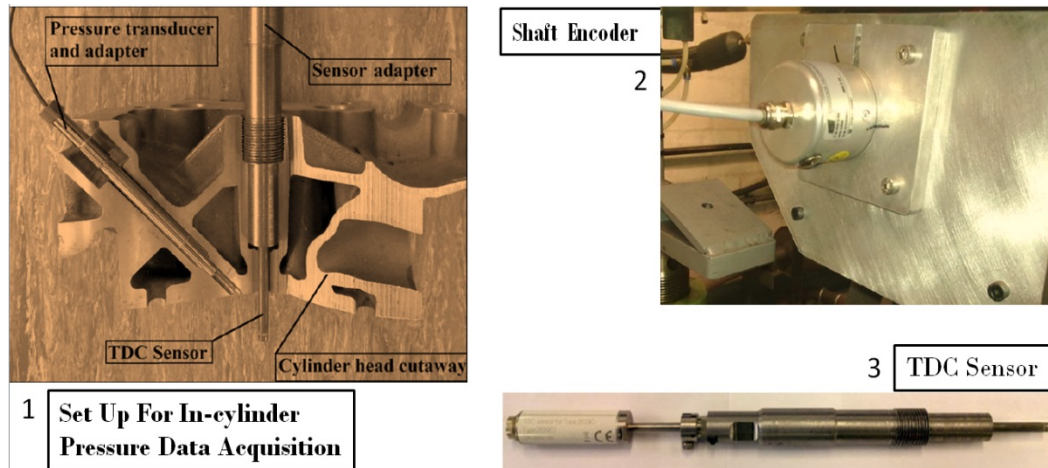 Pressure transducer
and adapter
Sensor adapter
TDC Sensor
Cylinder head cutaway
1
Set Up For In-cylinder
Pressure Data Acquisition
Shaft Encoder
2
3
TDC Sensor